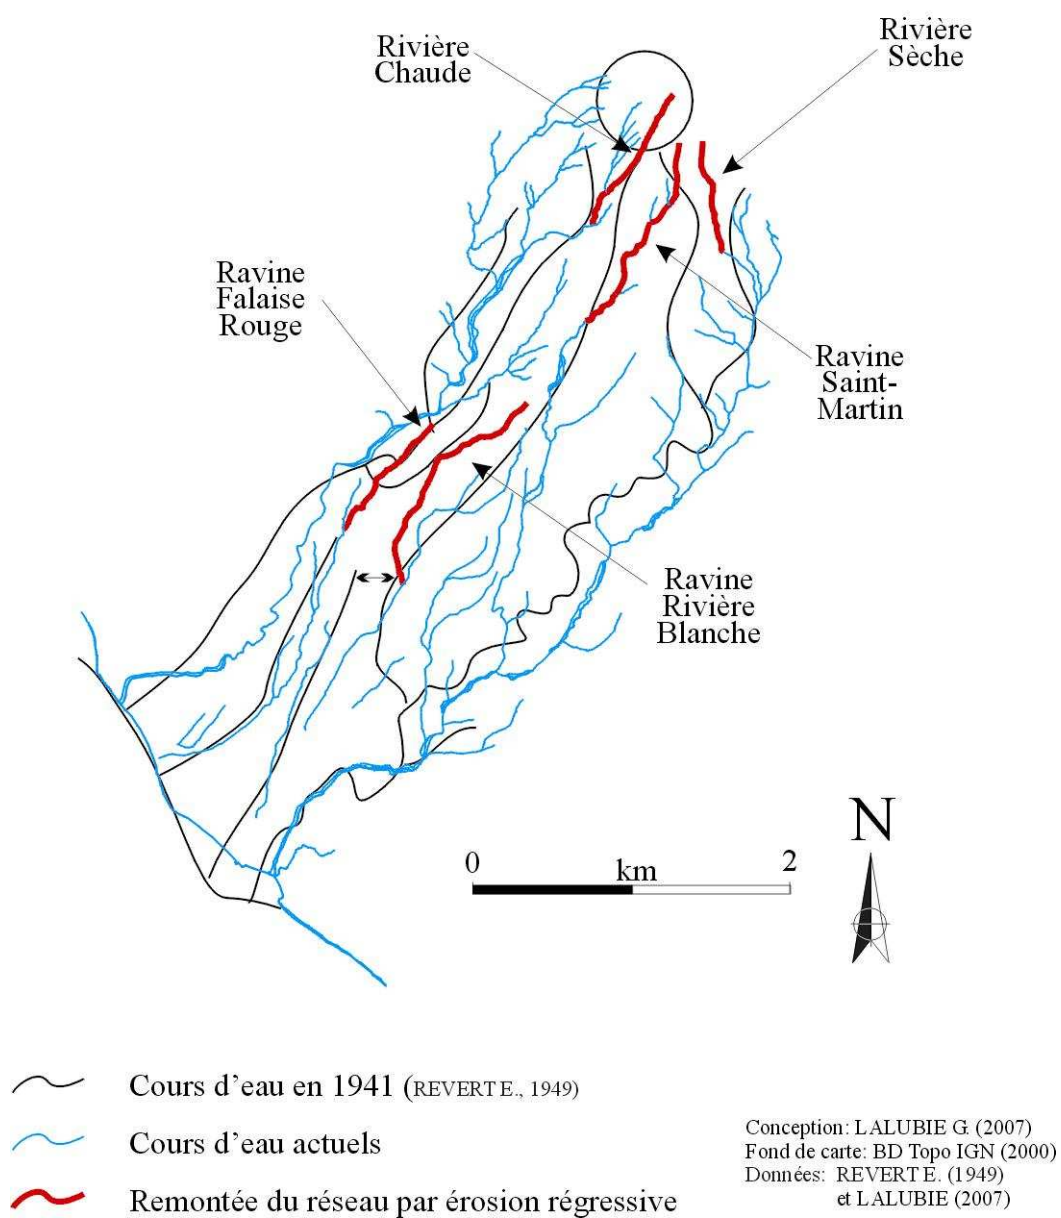 Rivière
Chaude
Rivière
Sèche
Ravine
Falaise
Rouge
Ravine
Saint-
Martin
Ravine
Rivière
Blanche
N
0
km
2
Cours d'eau en 1941 (REVERT E., 1949)
Cours d'eau actuels
Remontée du réseau par érosion régressive
Conception: LALUBIE G. (2007)
Fond de carte: BD Topo IGN (2000)
Données: REVERT E. (1949)
et LALUBIE (2007)